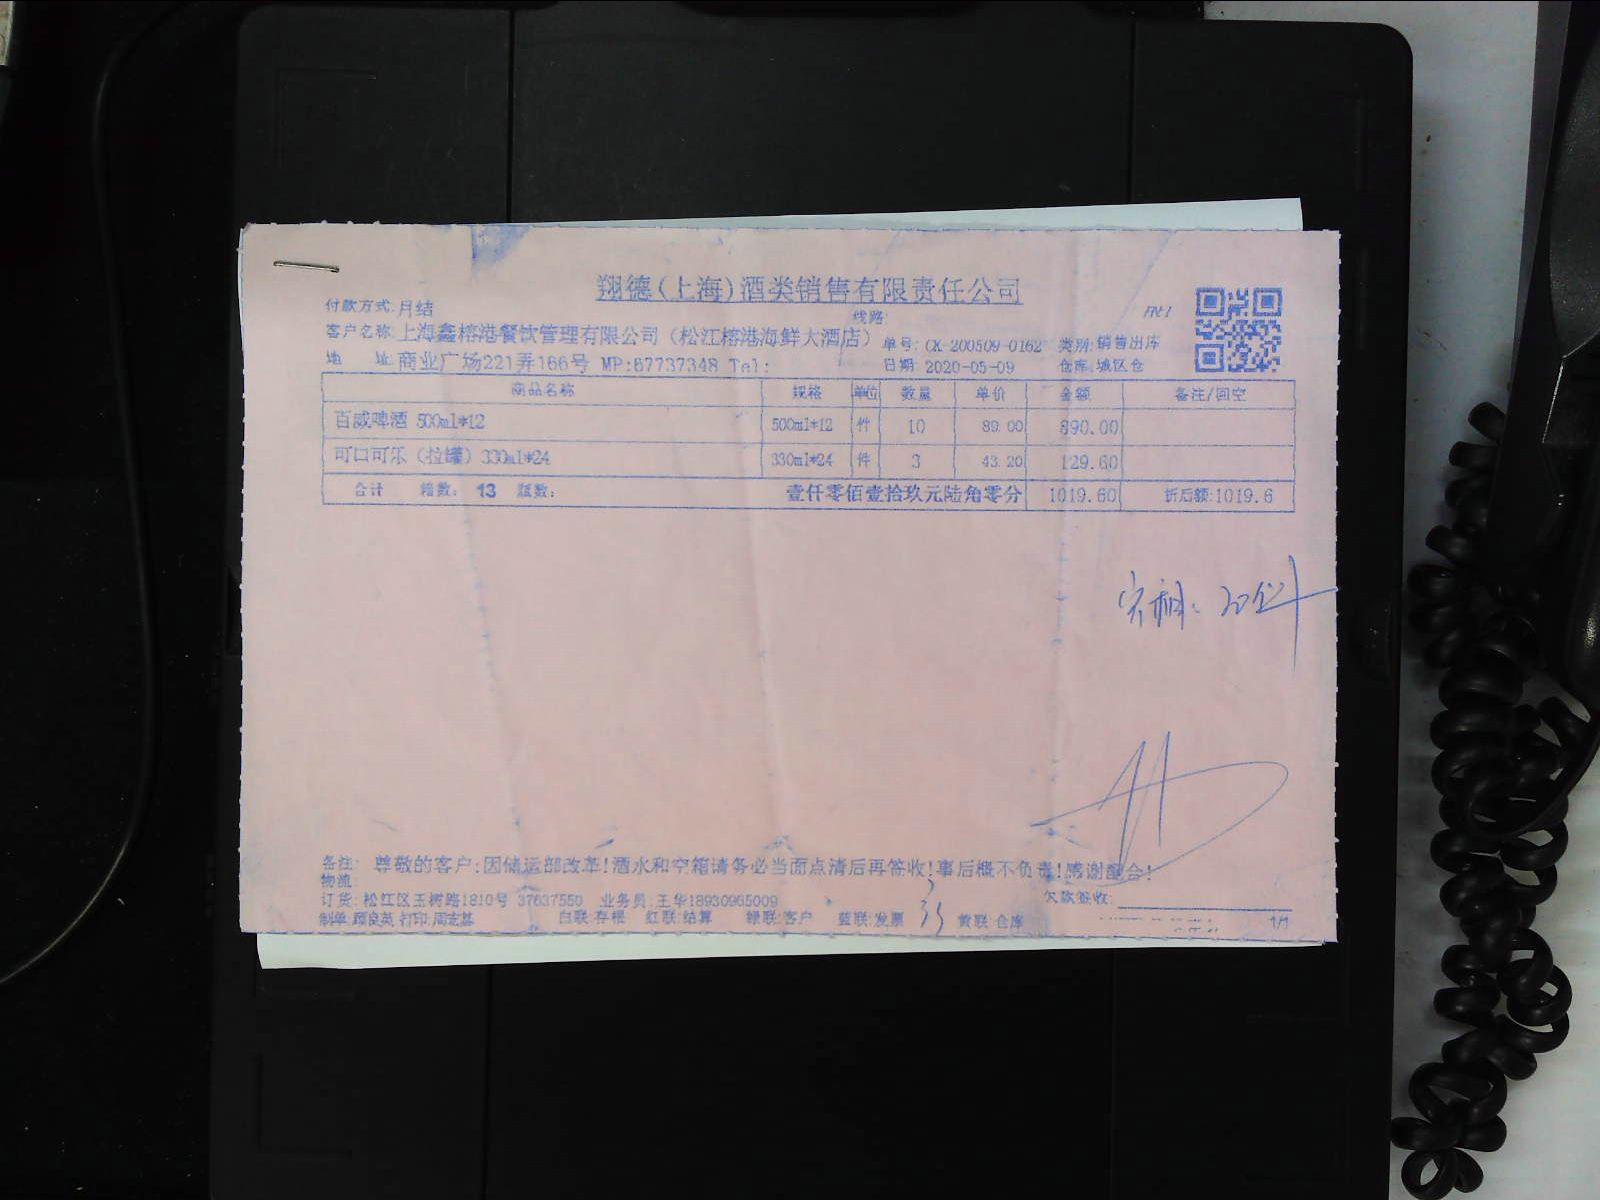 翔德(上海)酒类销售有限责任公司
付款方式:月结
线路:
客户名称:上海鑫榕港餐饮管理有限公司（松江榕港海鲜大酒店）
单号:CK-200509-0162 类别:销售出库
地 址:商业广场221弄166号 MP:67737348 Tel:
日期:2020-05-09 仓库:城区仓
商品名称 规格 单位 数量 单价 金额 备注/回空
百威啤酒 500ml*12 500ml*12 件 10 89.00 890.00
可口可乐（拉罐）330ml*24 330ml*24 件 3 43.20 129.60
合计 箱数: 13 瓶数: 壹仟零佰壹拾玖元陆角零分 1019.60 折后额:1019.6
备注: 尊敬的客户:因储运部改革!酒水和空箱请务必当面点清后再签收!事后概不负责!感谢配合!
物流:
订货:松江区玉树路1810号 37637550 业务员:王华18930965009
欠款签收:
制单:顾良英 打印:周志基 白联:存根 红联:结算 绿联:客户 蓝联:发票 黄联:仓库 1/1